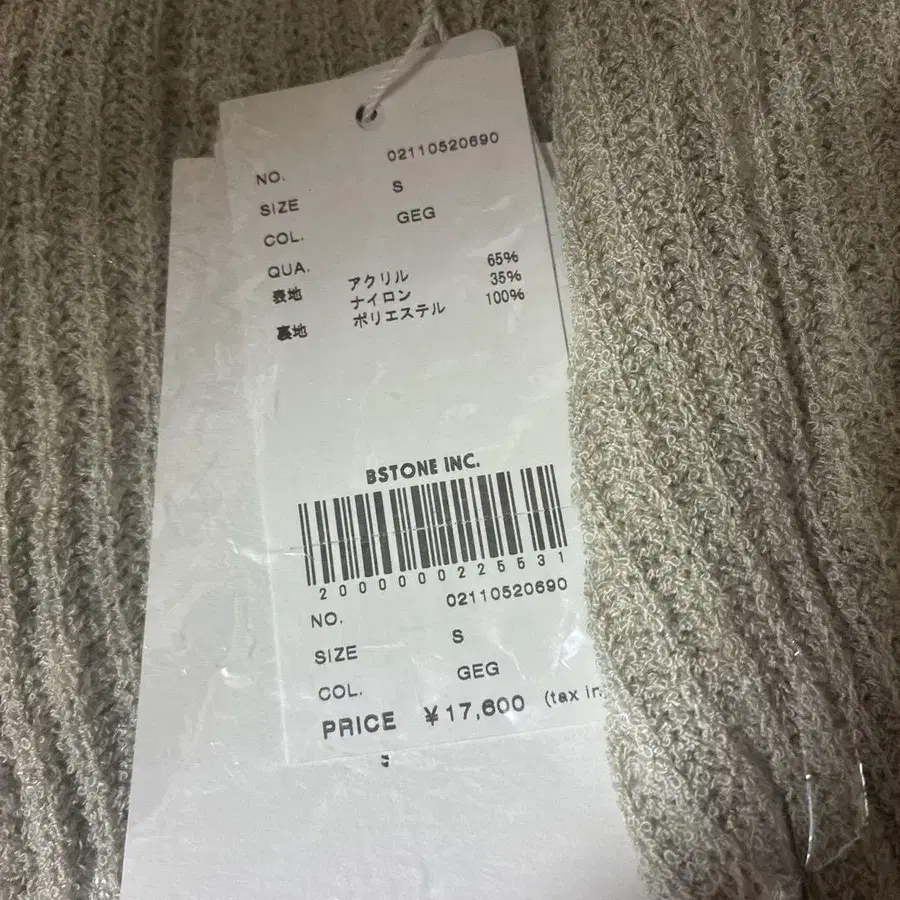 NO. 02110520690
SIZE S
COL. GEG
QUA.
表地 アクリル 65%
ナイロン 35%
裏地 ポリエステル 100%
BSTONE INC.
2000000225531
NO. 02110520690
SIZE S
COL. GEG
PRICE ¥17,600 (tax in